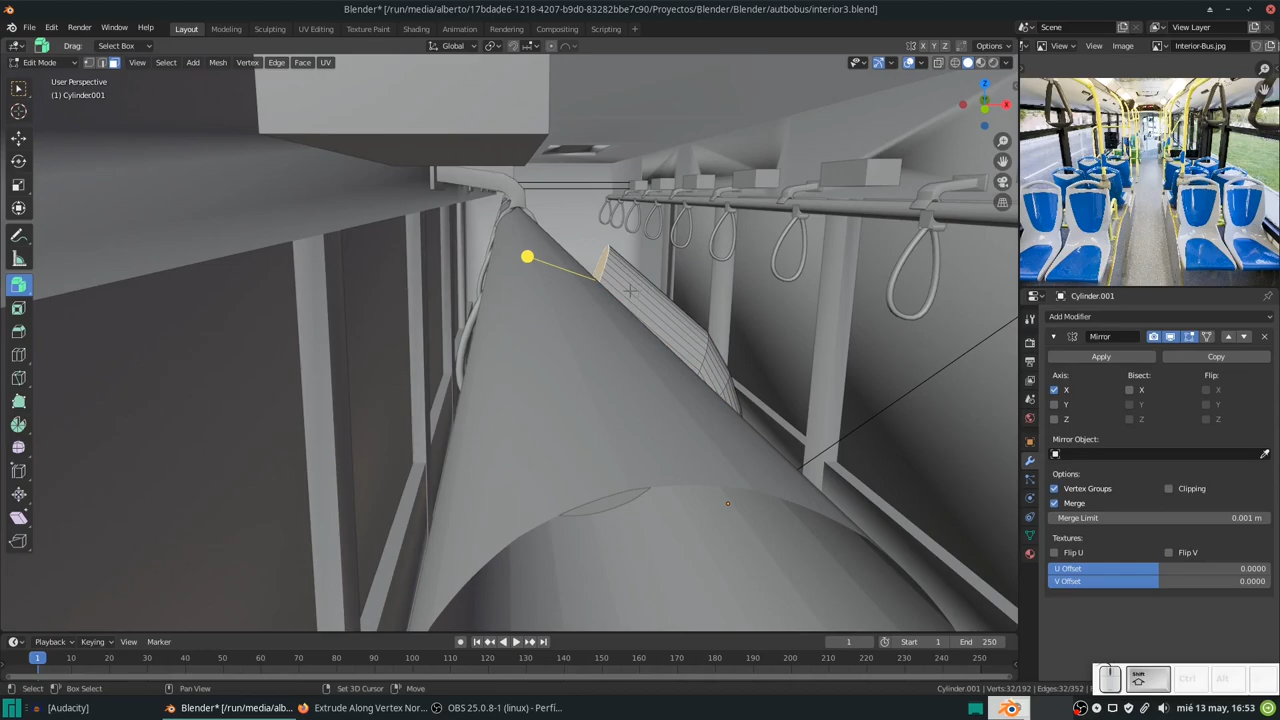 Blender* [/run/media/alberto/17bdade6-1218-4207-b9d0-83282bbe7c90/Proyectos/Blender/Blender/autbobus/interior3.blend]
File Edit Render Window Help Layout Modeling Sculpting UV Editing Texture Paint Shading Animation Rendering Compositing Scripting + Scene View Layer
Drag: Select Box Global X Y Z Options View View Image Interior-Bus.jpg
Edit Mode View Select Add Mesh Vertex Edge Face UV
User Perspective
(1) Cylinder.001
Z
X
Cylinder.001
Add Modifier
Mirror
Apply Copy
Axis: Bisect: Flip:
X X X
Y Y Y
Z Z Z
Mirror Object:
Options:
Vertex Groups Clipping
Merge
Merge Limit 0.001 m
Textures:
Flip U Flip V
U Offset 0.0000
V Offset 0.0000
Playback Keying View Marker 1 Start 1 End 250
1 10 20 30 40 50 60 70 80 90 100 110 120 130 140 150 160 170 180 190 200 210 220 230 240 250
Shift Ctrl Alt
Select Box Select Pan View Set 3D Cursor Move Cylinder.001 | Verts:32/192 | Edges:32/352 |
[Audacity] Blender* [/run/media/alb... Extrude Along Vertex Nor... OBS 25.0.8-1 (linux) - Perfi... mié 13 may, 16:53